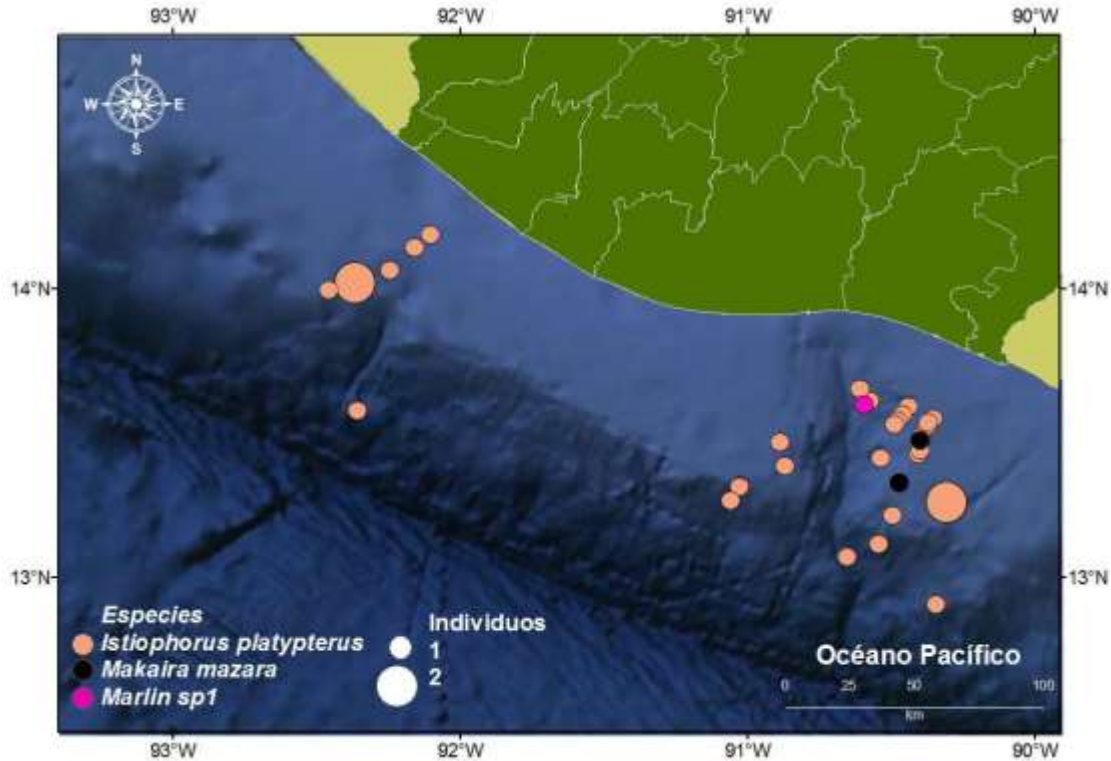 93°W 92°W 91°W 90°W
N
W E
S
14°N 14°N
13°N 13°N
Especies
Istiophorus platypterus
Makaira mazara
Marlin sp1
Individuos
1
2
Océano Pacífico
0 25 50 100
km
93°W 92°W 91°W 90°W